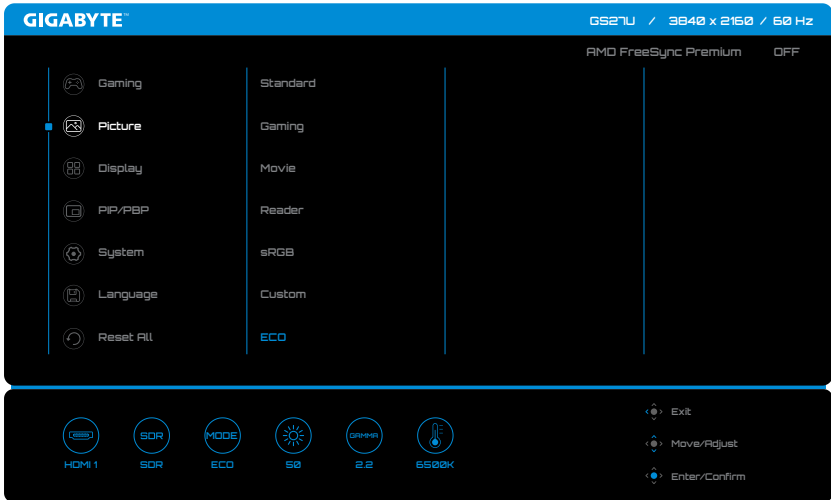 GIGABYTE™
GS27U / 3840 x 2160 / 60 Hz
AMD FreeSync Premium OFF
Gaming
Picture
Display
PIP/PBP
System
Language
Reset All
Standard
Gaming
Movie
Reader
sRGB
Custom
ECO
SDR
MODE
GAMMA
HDMI 1
SDR
ECO
50
2.2
6500K
Exit
Move/Adjust
Enter/Confirm